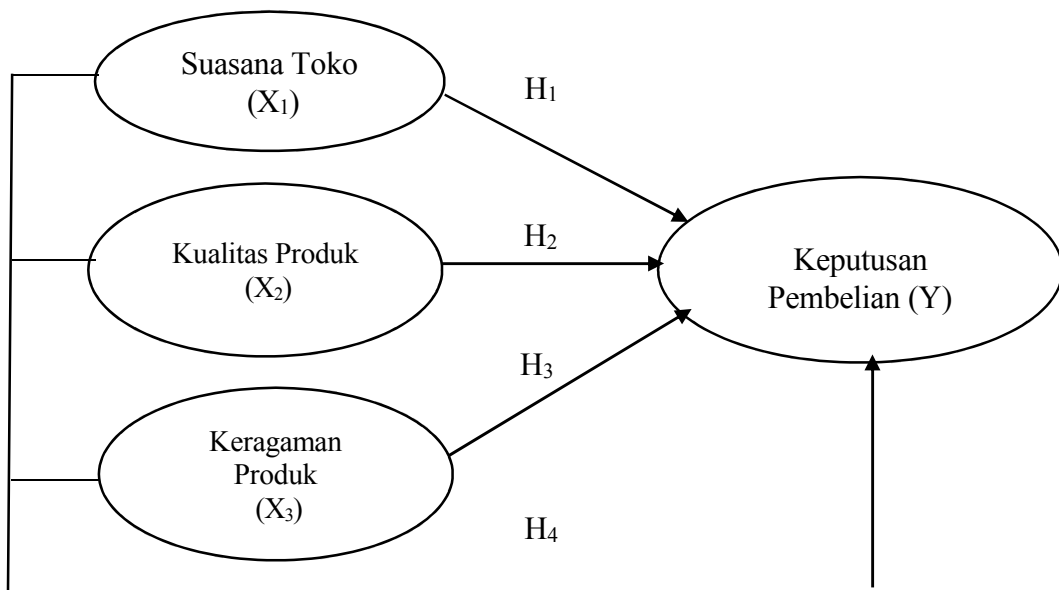 Suasana Toko
(X₁)
H₁
Kualitas Produk
(X₂)
H₂
Keputusan
Pembelian (Y)
H₃
Keragaman
Produk
(X₃)
H₄